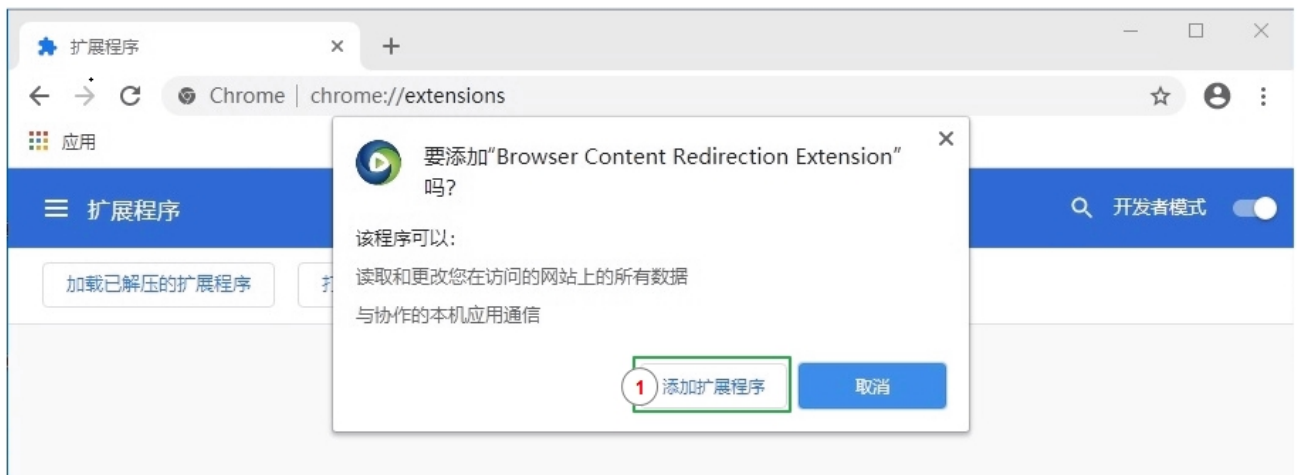 扩展程序
Chrome | chrome://extensions
应用
要添加“Browser Content Redirection Extension”
吗?
扩展程序
开发者模式
该程序可以:
加载已解压的扩展程序
读取和更改您在访问的网站上的所有数据
与协作的本机应用通信
1 添加扩展程序
取消